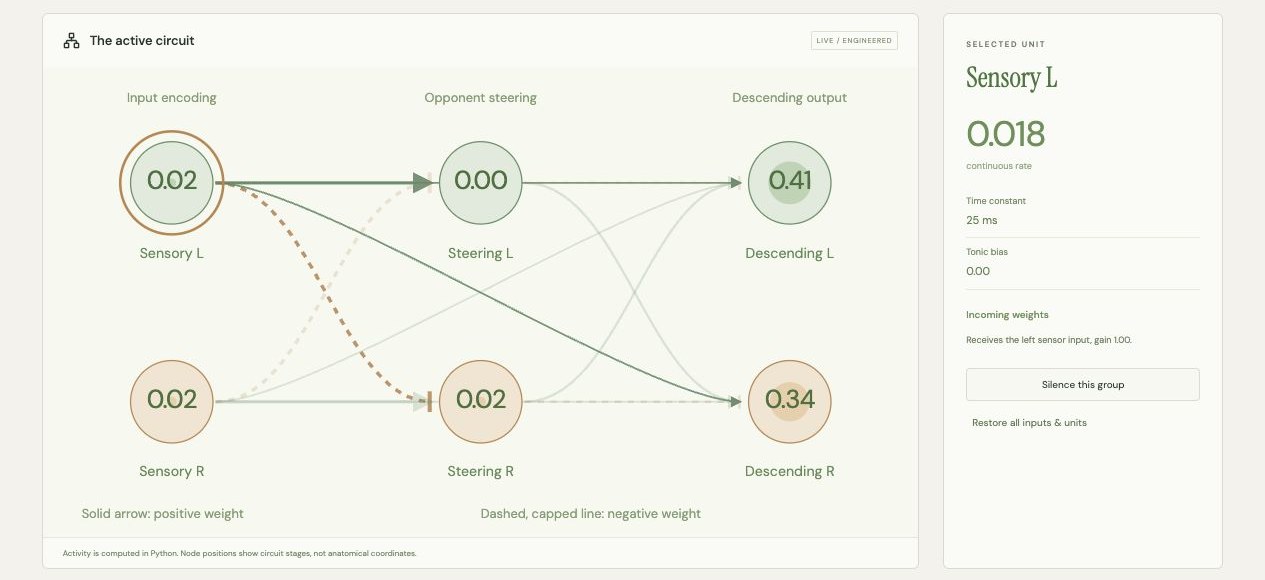 The active circuit
LIVE / ENGINEERED
Input encoding
Opponent steering
Descending output
0.02
0.00
0.41
Sensory L
Steering L
Descending L
0.02
0.02
0.34
Sensory R
Steering R
Descending R
Solid arrow: positive weight
Dashed, capped line: negative weight
Activity is computed in Python. Node positions show circuit stages, not anatomical coordinates.
SELECTED UNIT
Sensory L
0.018
continuous rate
Time constant
25 ms
Tonic bias
0.00
Incoming weights
Receives the left sensor input, gain 1.00.
Silence this group
Restore all inputs & units